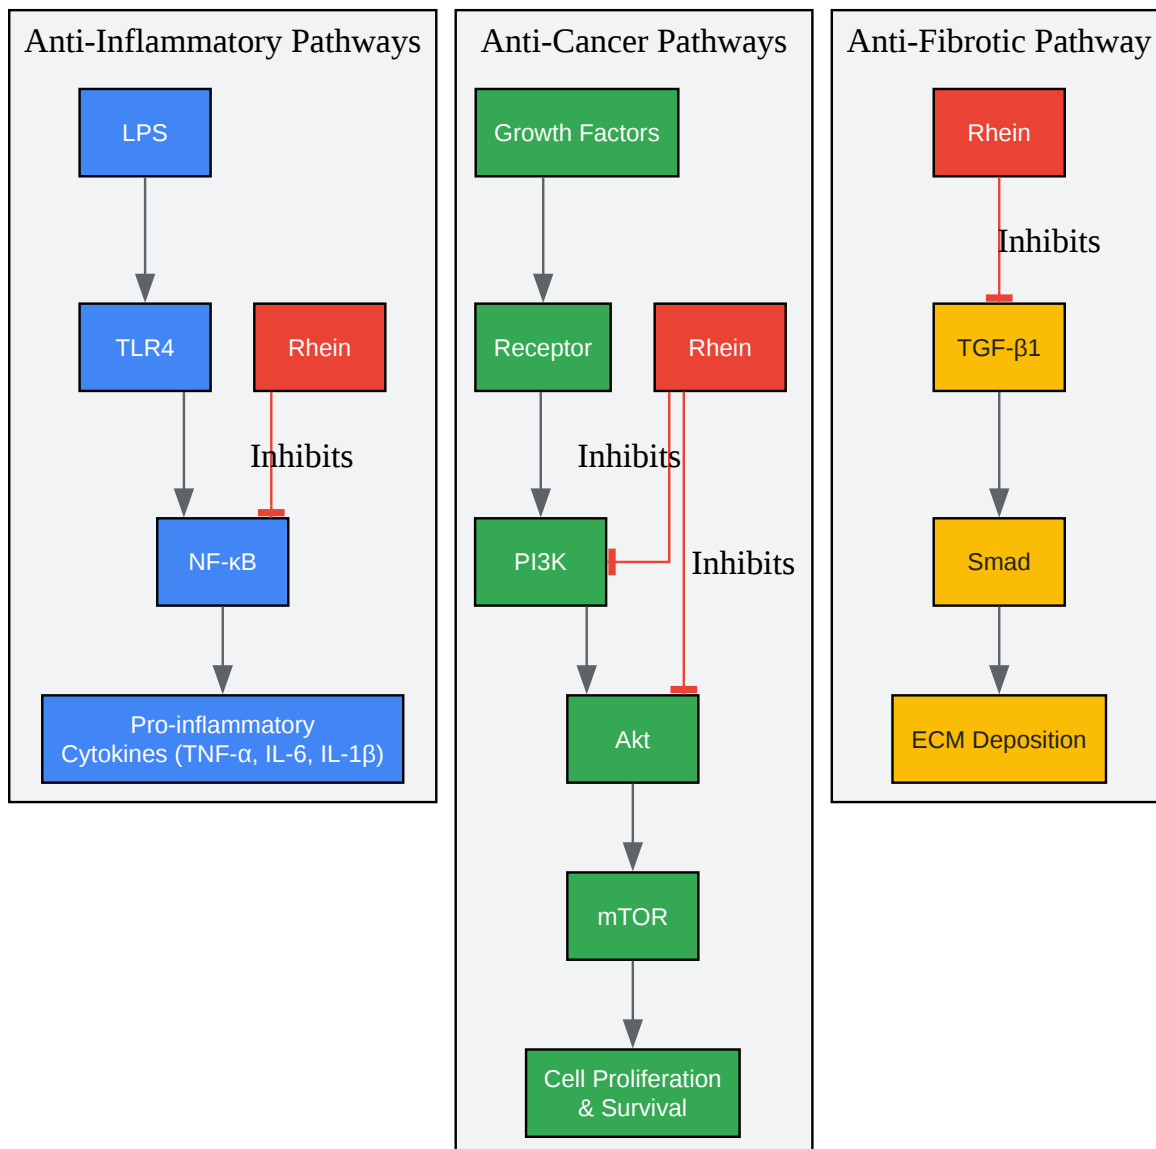 Anti-Inflammatory Pathways
LPS
TLR4
Rhein
Inhibits
NF-κB
Pro-inflammatory
Cytokines (TNF-α, IL-6, IL-1β)
Anti-Cancer Pathways
Growth Factors
Receptor
Rhein
Inhibits
PI3K
Inhibits
Akt
mTOR
Cell Proliferation
& Survival
Anti-Fibrotic Pathway
Rhein
Inhibits
TGF-β1
Smad
ECM Deposition